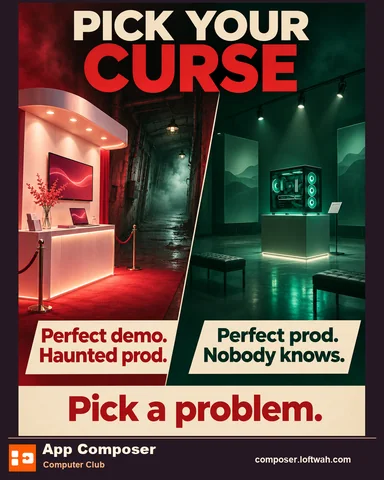 PICK YOUR
CURSE
Perfect demo.
Haunted prod.
Perfect prod.
Nobody knows.
Pick a problem.
App Composer
Computer Club
composer.loftwah.com